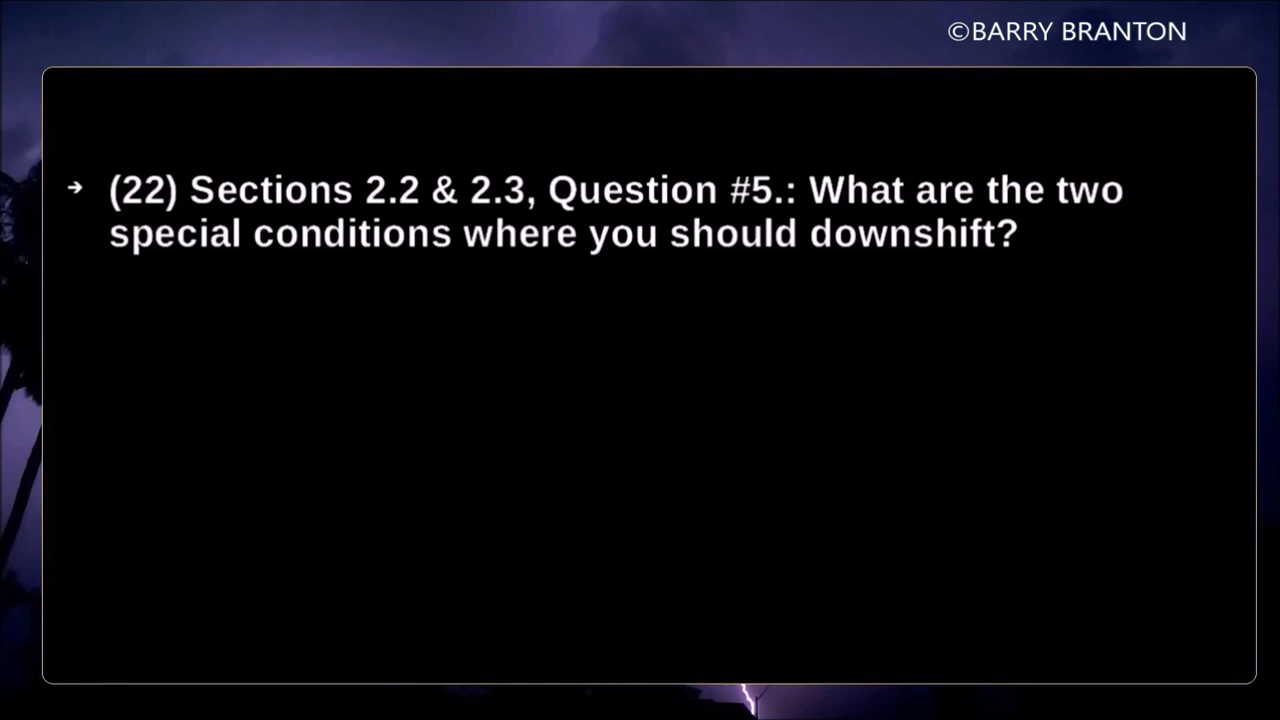 ©BARRY BRANTON
➔ (22) Sections 2.2 & 2.3, Question #5.: What are the two
special conditions where you should downshift?